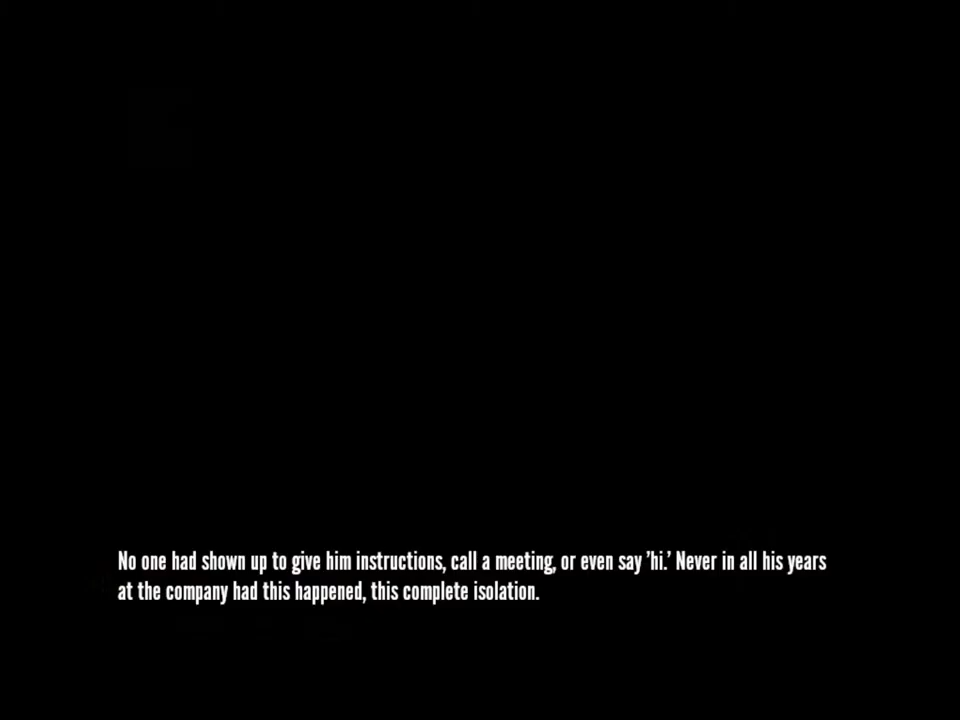 No one had shown up to give him instructions, call a meeting, or even say 'hi.' Never in all his years
at the company had this happened, this complete isolation.